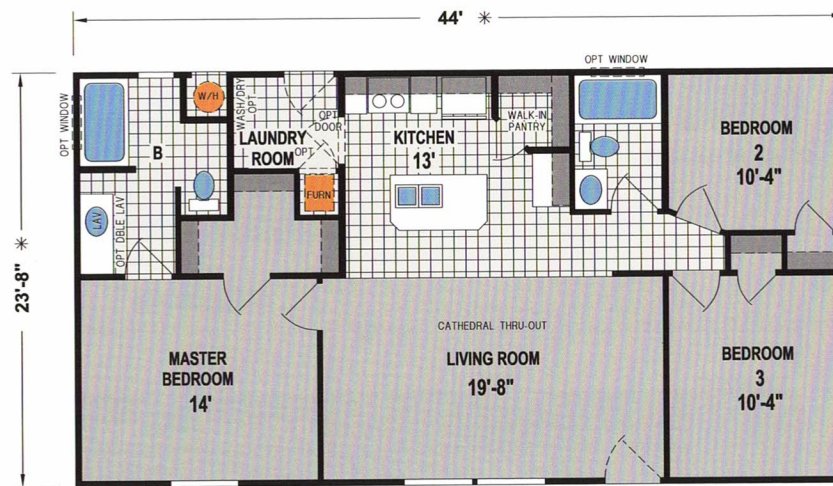 44' ✳
OPT WINDOW
W/H
WASH/DRY
OPT
OPT
DOOR
LAUNDRY
ROOM
OPT
KITCHEN
13'
WALK-IN
PANTRY
BEDROOM
2
10'-4"
OPT WINDOW
B
FURN
LAV
OPT DBLE LAV
23'-8" ✳
CATHEDRAL THRU-OUT
MASTER
BEDROOM
14'
LIVING ROOM
19'-8"
BEDROOM
3
10'-4"